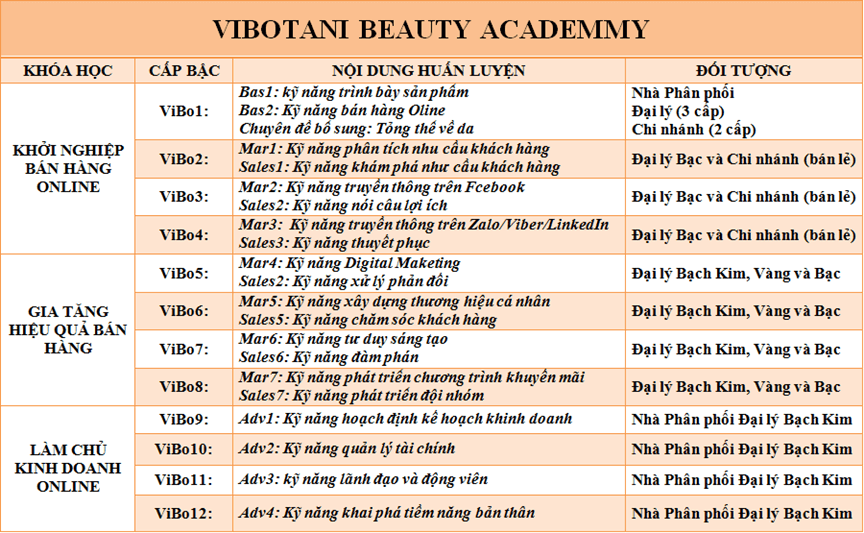 VIBOTANI BEAUTY ACADEMMY
KHÓA HỌC CẤP BẬC NỘI DUNG HUẤN LUYỆN ĐỐI TƯỢNG
KHỞI NGHIỆP
BÁN HÀNG
ONLINE
ViBo1:
Bas1: kỹ năng trình bày sản phẩm
Bas2: Kỹ năng bán hàng Oline
Chuyên đề bổ sung: Tổng thể về da
Nhà Phân phối
Đại lý (3 cấp)
Chi nhánh (2 cấp)
ViBo2:
Mar1: Kỹ năng phân tích nhu cầu khách hàng
Sales1: Kỹ năng khám phá như cầu khách hàng
Đại lý Bạc và Chi nhánh (bán lẻ)
ViBo3:
Mar2: Kỹ năng truyền thông trên Fcebook
Sales2: Kỹ năng nói câu lợi ích
Đại lý Bạc và Chi nhánh (bán lẻ)
ViBo4:
Mar3: Kỹ năng truyền thông trên Zalo/Viber/LinkedIn
Sales3: Kỹ năng thuyết phục
Đại lý Bạc và Chi nhánh (bán lẻ)
GIA TĂNG
HIỆU QUẢ BÁN
HÀNG
ViBo5:
Mar4: Kỹ năng Digital Maketing
Sales2: Kỹ năng xử lý phản đối
Đại lý Bạch Kim, Vàng và Bạc
ViBo6:
Mar5: Kỹ năng xây dựng thương hiệu cá nhân
Sales5: Kỹ năng chăm sóc khách hàng
Đại lý Bạch Kim, Vàng và Bạc
ViBo7:
Mar6: Kỹ năng tư duy sáng tạo
Sales6: Kỹ năng đàm phán
Đại lý Bạch Kim, Vàng và Bạc
ViBo8:
Mar7: Kỹ năng phát triển chương trình khuyến mãi
Sales7: Kỹ năng phát triển đội nhóm
Đại lý Bạch Kim, Vàng và Bạc
LÀM CHỦ
KINH DOANH
ONLINE
ViBo9:
Adv1: Kỹ năng hoạch định kế hoạch khinh doanh
Nhà Phân phối Đại lý Bạch Kim
ViBo10:
Adv2: Kỹ năng quản lý tài chính
Nhà Phân phối Đại lý Bạch Kim
ViBo11:
Adv3: kỹ năng lãnh đạo và động viên
Nhà Phân phối Đại lý Bạch Kim
ViBo12:
Adv4: Kỹ năng khai phá tiềm năng bản thân
Nhà Phân phối Đại lý Bạch Kim